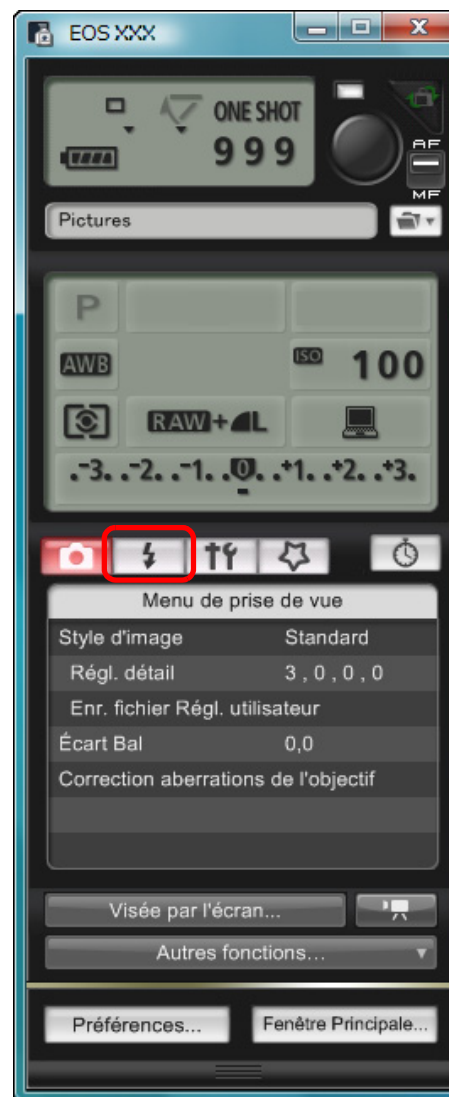 EOS XXX
ONE SHOT
999
AF
MF
Pictures
P
AWB
ISO 100
RAW+L
.-3. .-2. .-1. .0. .+1. .+2. .+3.
Menu de prise de vue
Style d'image Standard
Régl. détail 3 , 0 , 0 , 0
Enr. fichier Régl. utilisateur
Écart Bal 0,0
Correction aberrations de l'objectif
Visée par l'écran...
Autres fonctions...
Préférences... Fenêtre Principale...